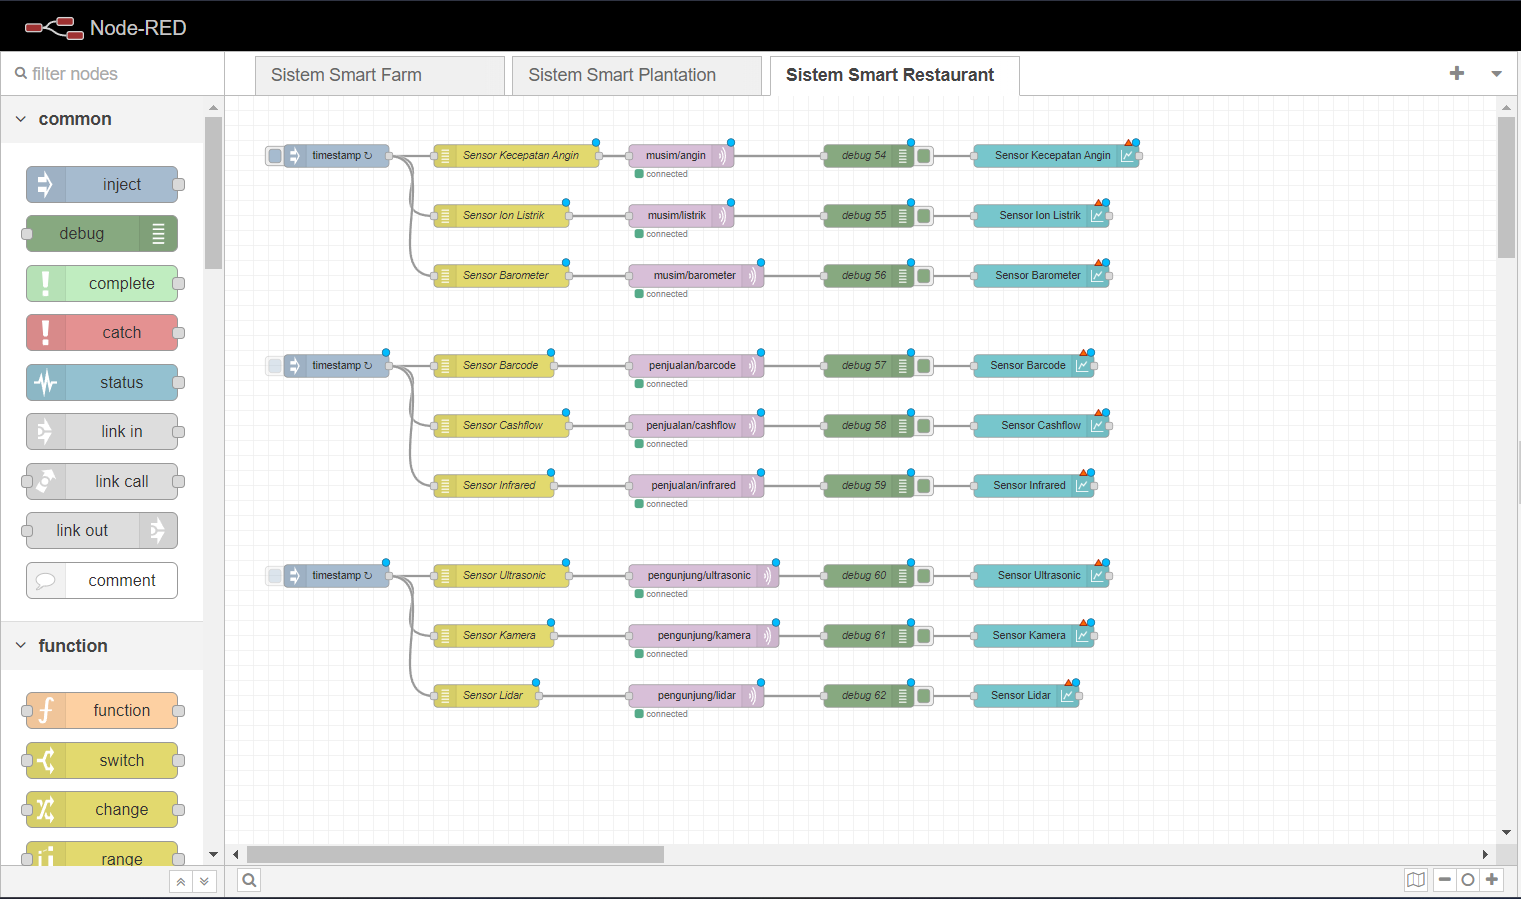 Node-RED
filter nodes
Sistem Smart Farm
Sistem Smart Plantation
Sistem Smart Restaurant
common
inject
debug
complete
catch
status
link in
link call
link out
comment
function
function
switch
change
range
timestamp ↻
Sensor Kecepatan Angin
musim/angin
connected
debug 54
Sensor Kecepatan Angin
Sensor Ion Listrik
musim/listrik
connected
debug 55
Sensor Ion Listrik
Sensor Barometer
musim/barometer
connected
debug 56
Sensor Barometer
timestamp ↻
Sensor Barcode
penjualan/barcode
connected
debug 57
Sensor Barcode
Sensor Cashflow
penjualan/cashflow
connected
debug 58
Sensor Cashflow
Sensor Infrared
penjualan/infrared
connected
debug 59
Sensor Infrared
timestamp ↻
Sensor Ultrasonic
pengunjung/ultrasonic
connected
debug 60
Sensor Ultrasonic
Sensor Kamera
pengunjung/kamera
connected
debug 61
Sensor Kamera
Sensor Lidar
pengunjung/lidar
connected
debug 62
Sensor Lidar